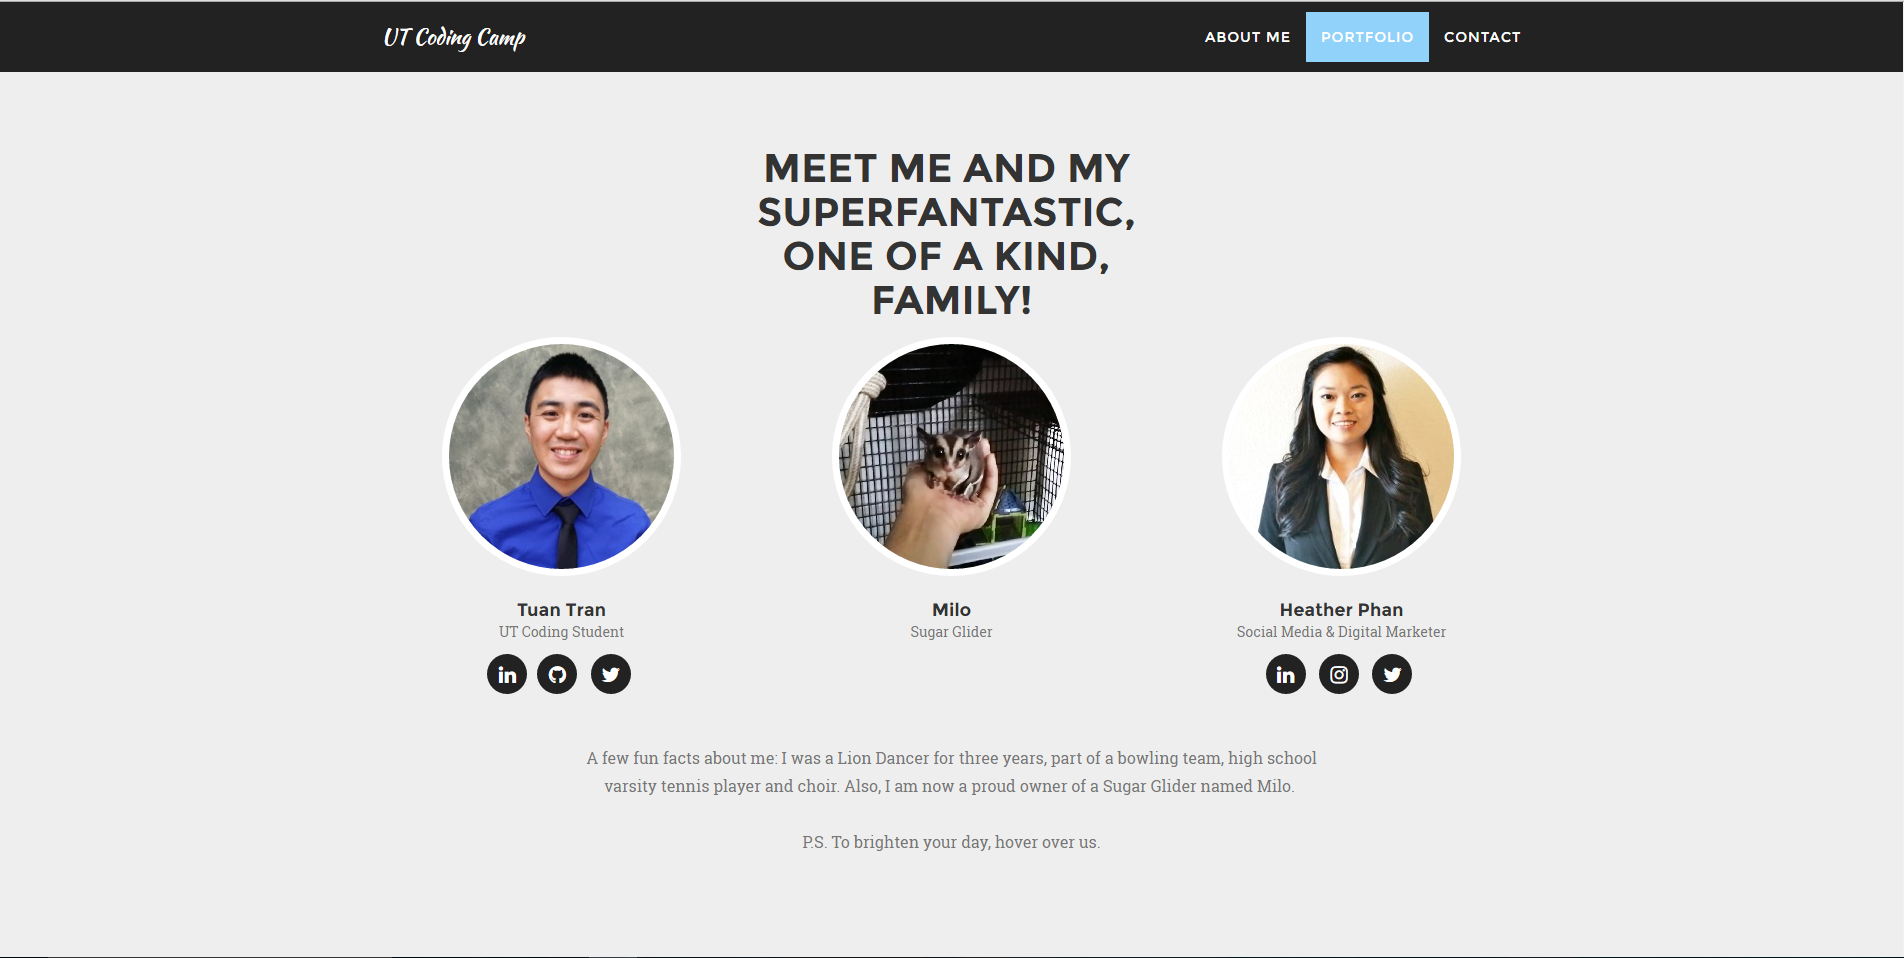 UT Coding Camp
ABOUT ME
PORTFOLIO
CONTACT
MEET ME AND MY
SUPERFANTASTIC,
ONE OF A KIND,
FAMILY!
Tuan Tran
UT Coding Student
Milo
Sugar Glider
Heather Phan
Social Media & Digital Marketer
A few fun facts about me: I was a Lion Dancer for three years, part of a bowling team, high school
varsity tennis player and choir. Also, I am now a proud owner of a Sugar Glider named Milo.
P.S. To brighten your day, hover over us.